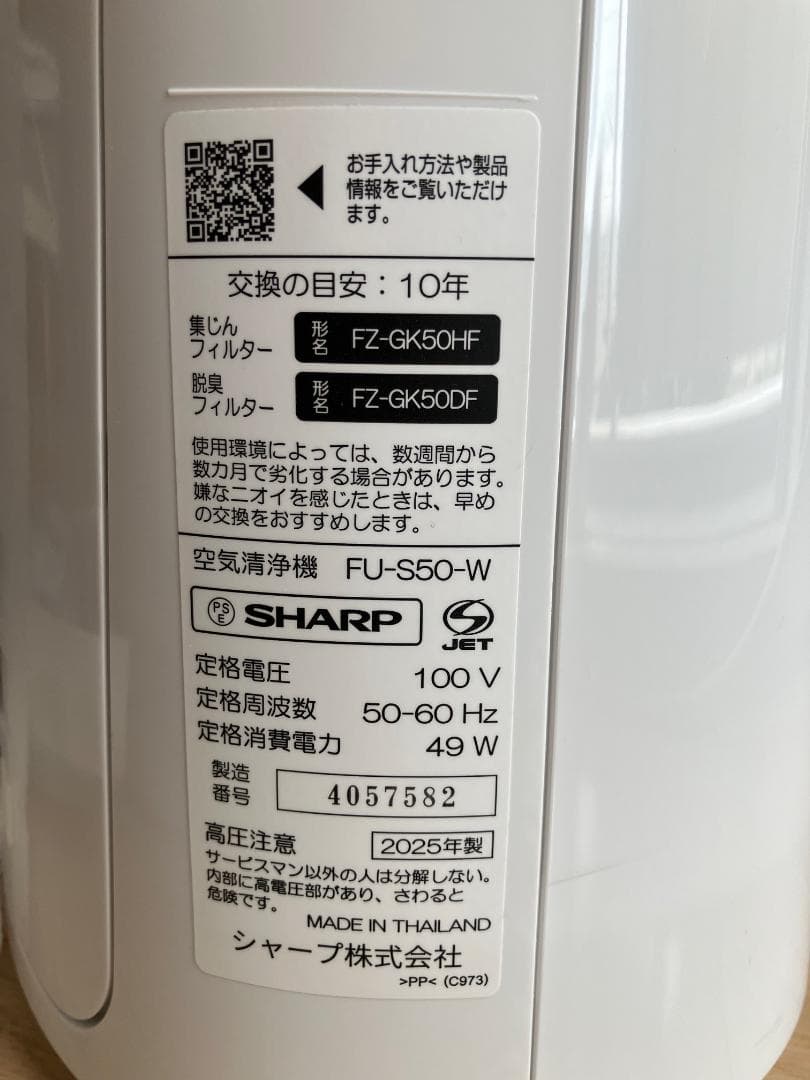 お手入れ方法や製品
情報をご覧いただけ
ます。
交換の目安：10年
集じん
フィルター
形名 FZ-GK50HF
脱臭
フィルター
形名 FZ-GK50DF
使用環境によっては、数週間から
数カ月で劣化する場合があります。
嫌なニオイを感じたときは、早め
の交換をおすすめします。
空気清浄機 FU-S50-W
PSE SHARP JET
定格電圧 100 V
定格周波数 50-60 Hz
定格消費電力 49 W
製造
番号 4057582
高圧注意 2025年製
サービスマン以外の人は分解しない。
内部に高電圧部があり、さわると
危険です。
MADE IN THAILAND
シャープ株式会社
>PP< (C973)